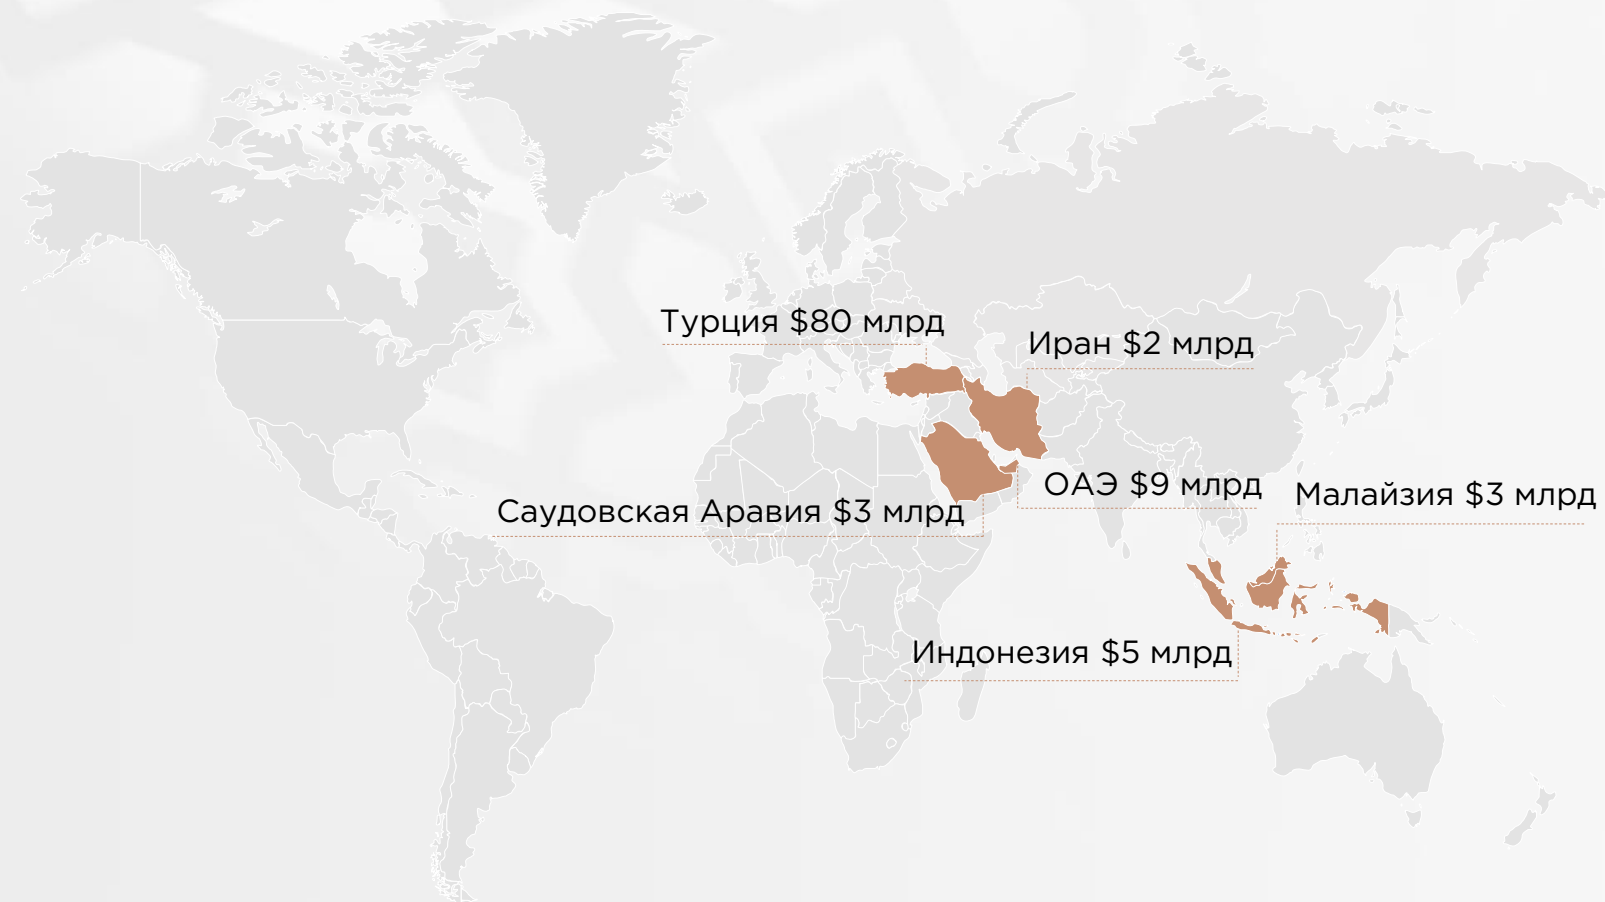 Турция $80 млрд
Иран $2 млрд
ОАЭ $9 млрд
Малайзия $3 млрд
Саудовская Аравия $3 млрд
Индонезия $5 млрд